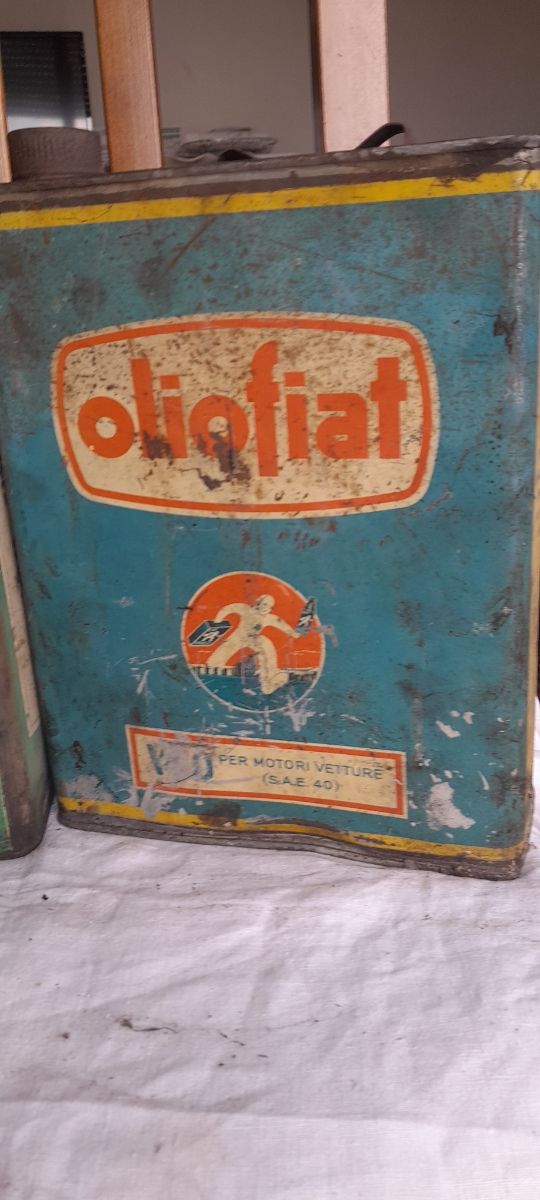 oliofiat
PER MOTORI VETTURE
(S.A.E. 40)